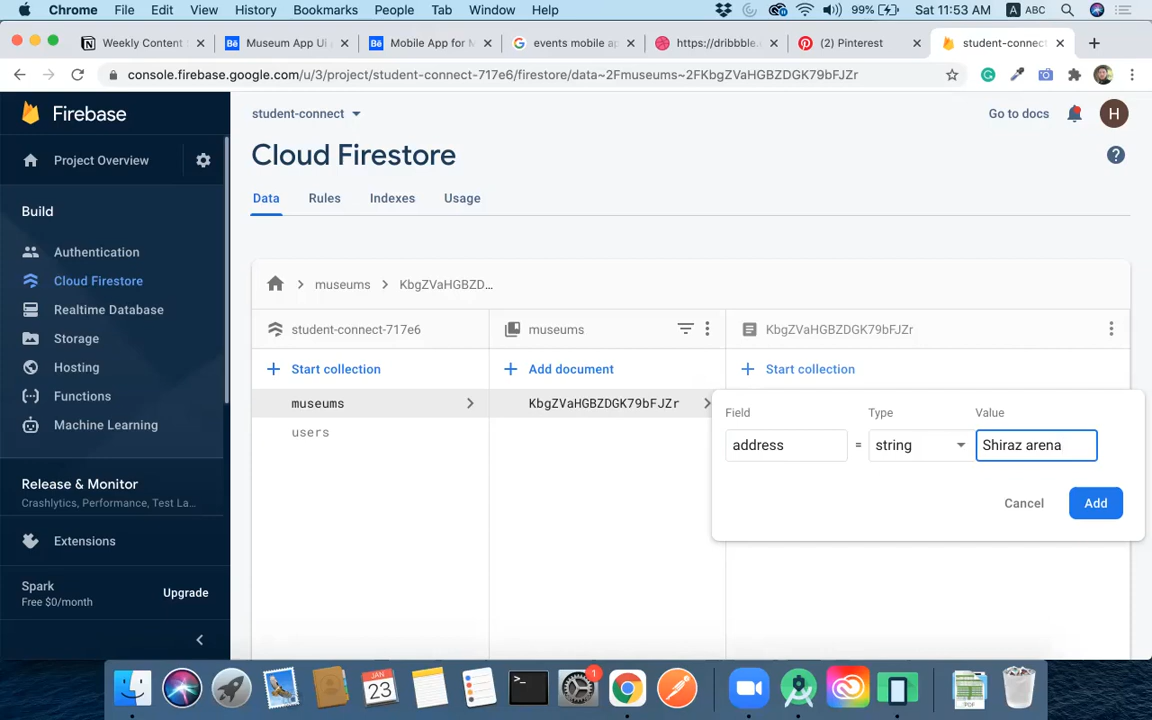 Chrome File Edit View History Bookmarks People Tab Window Help 99% Sat 11:53 AM A ABC
Weekly Content Museum App Ui Mobile App for M events mobile ap https://dribbble.c (2) Pinterest student-connect
console.firebase.google.com/u/3/project/student-connect-717e6/firestore/data~2Fmuseums~2FKbgZVaHGBZDGK79bFJZr
Firebase
student-connect
Go to docs
H
Project Overview
Cloud Firestore
Data Rules Indexes Usage
Build
Authentication
Cloud Firestore
Realtime Database
Storage
Hosting
Functions
Machine Learning
Release & Monitor
Crashlytics, Performance, Test La...
Extensions
Spark
Free $0/month
Upgrade
museums KbgZVaHGBZD...
student-connect-717e6 museums KbgZVaHGBZDGK79bFJZr
Start collection Add document Start collection
museums KbgZVaHGBZDGK79bFJZr
users
Field Type Value
address = string Shiraz arena
Cancel Add
JAN
23
1
PDF